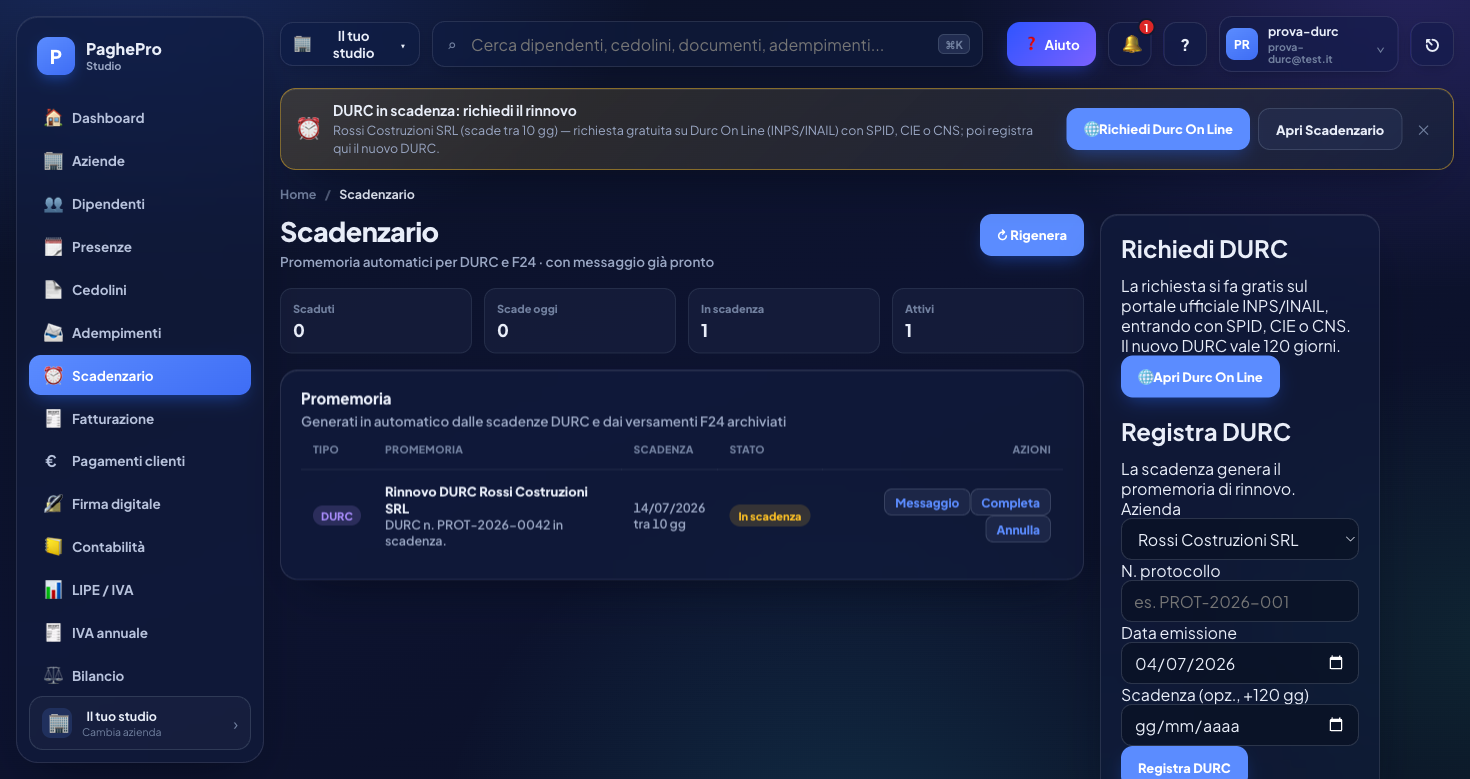 P
PaghePro
Studio
Dashboard
Aziende
Dipendenti
Presenze
Cedolini
Adempimenti
Scadenzario
Fatturazione
€ Pagamenti clienti
Firma digitale
Contabilità
LIPE / IVA
IVA annuale
Bilancio
Il tuo studio
Cambia azienda
Il tuo
studio
Cerca dipendenti, cedolini, documenti, adempimenti...
⌘K
❓ Aiuto
1
?
PR
prova-durc
prova-
durc@test.it
DURC in scadenza: richiedi il rinnovo
Rossi Costruzioni SRL (scade tra 10 gg) — richiesta gratuita su Durc On Line (INPS/INAIL) con SPID, CIE o CNS; poi registra
qui il nuovo DURC.
Richiedi Durc On Line
Apri Scadenzario
Home / Scadenzario
Scadenzario
Promemoria automatici per DURC e F24 · con messaggio già pronto
↻ Rigenera
Scaduti
0
Scade oggi
0
In scadenza
1
Attivi
1
Promemoria
Generati in automatico dalle scadenze DURC e dai versamenti F24 archiviati
TIPO PROMEMORIA SCADENZA STATO AZIONI
DURC
Rinnovo DURC Rossi Costruzioni
SRL
DURC n. PROT-2026-0042 in
scadenza.
14/07/2026
tra 10 gg
In scadenza
Messaggio
Completa
Annulla
Richiedi DURC
La richiesta si fa gratis sul
portale ufficiale INPS/INAIL,
entrando con SPID, CIE o CNS.
Il nuovo DURC vale 120 giorni.
Apri Durc On Line
Registra DURC
La scadenza genera il
promemoria di rinnovo.
Azienda
Rossi Costruzioni SRL
N. protocollo
es. PROT-2026-001
Data emissione
04/07/2026
Scadenza (opz., +120 gg)
gg/mm/aaaa
Registra DURC